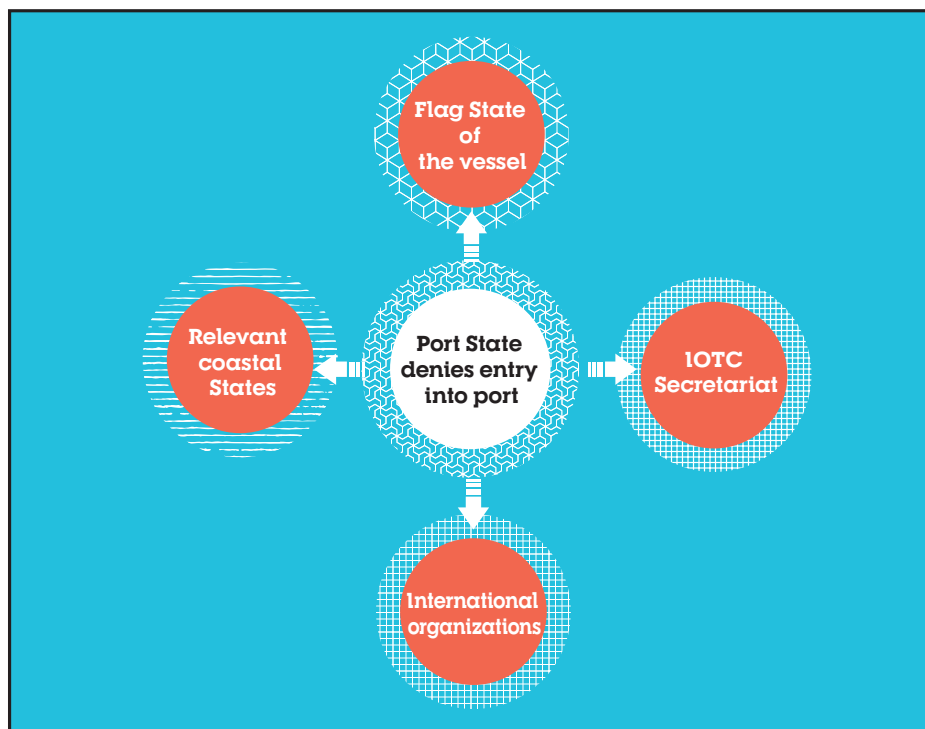 Flag State
of
the vessel
Relevant
coastal
States
Port State
denies entry
into port
IOTC
Secretariat
International
organizations